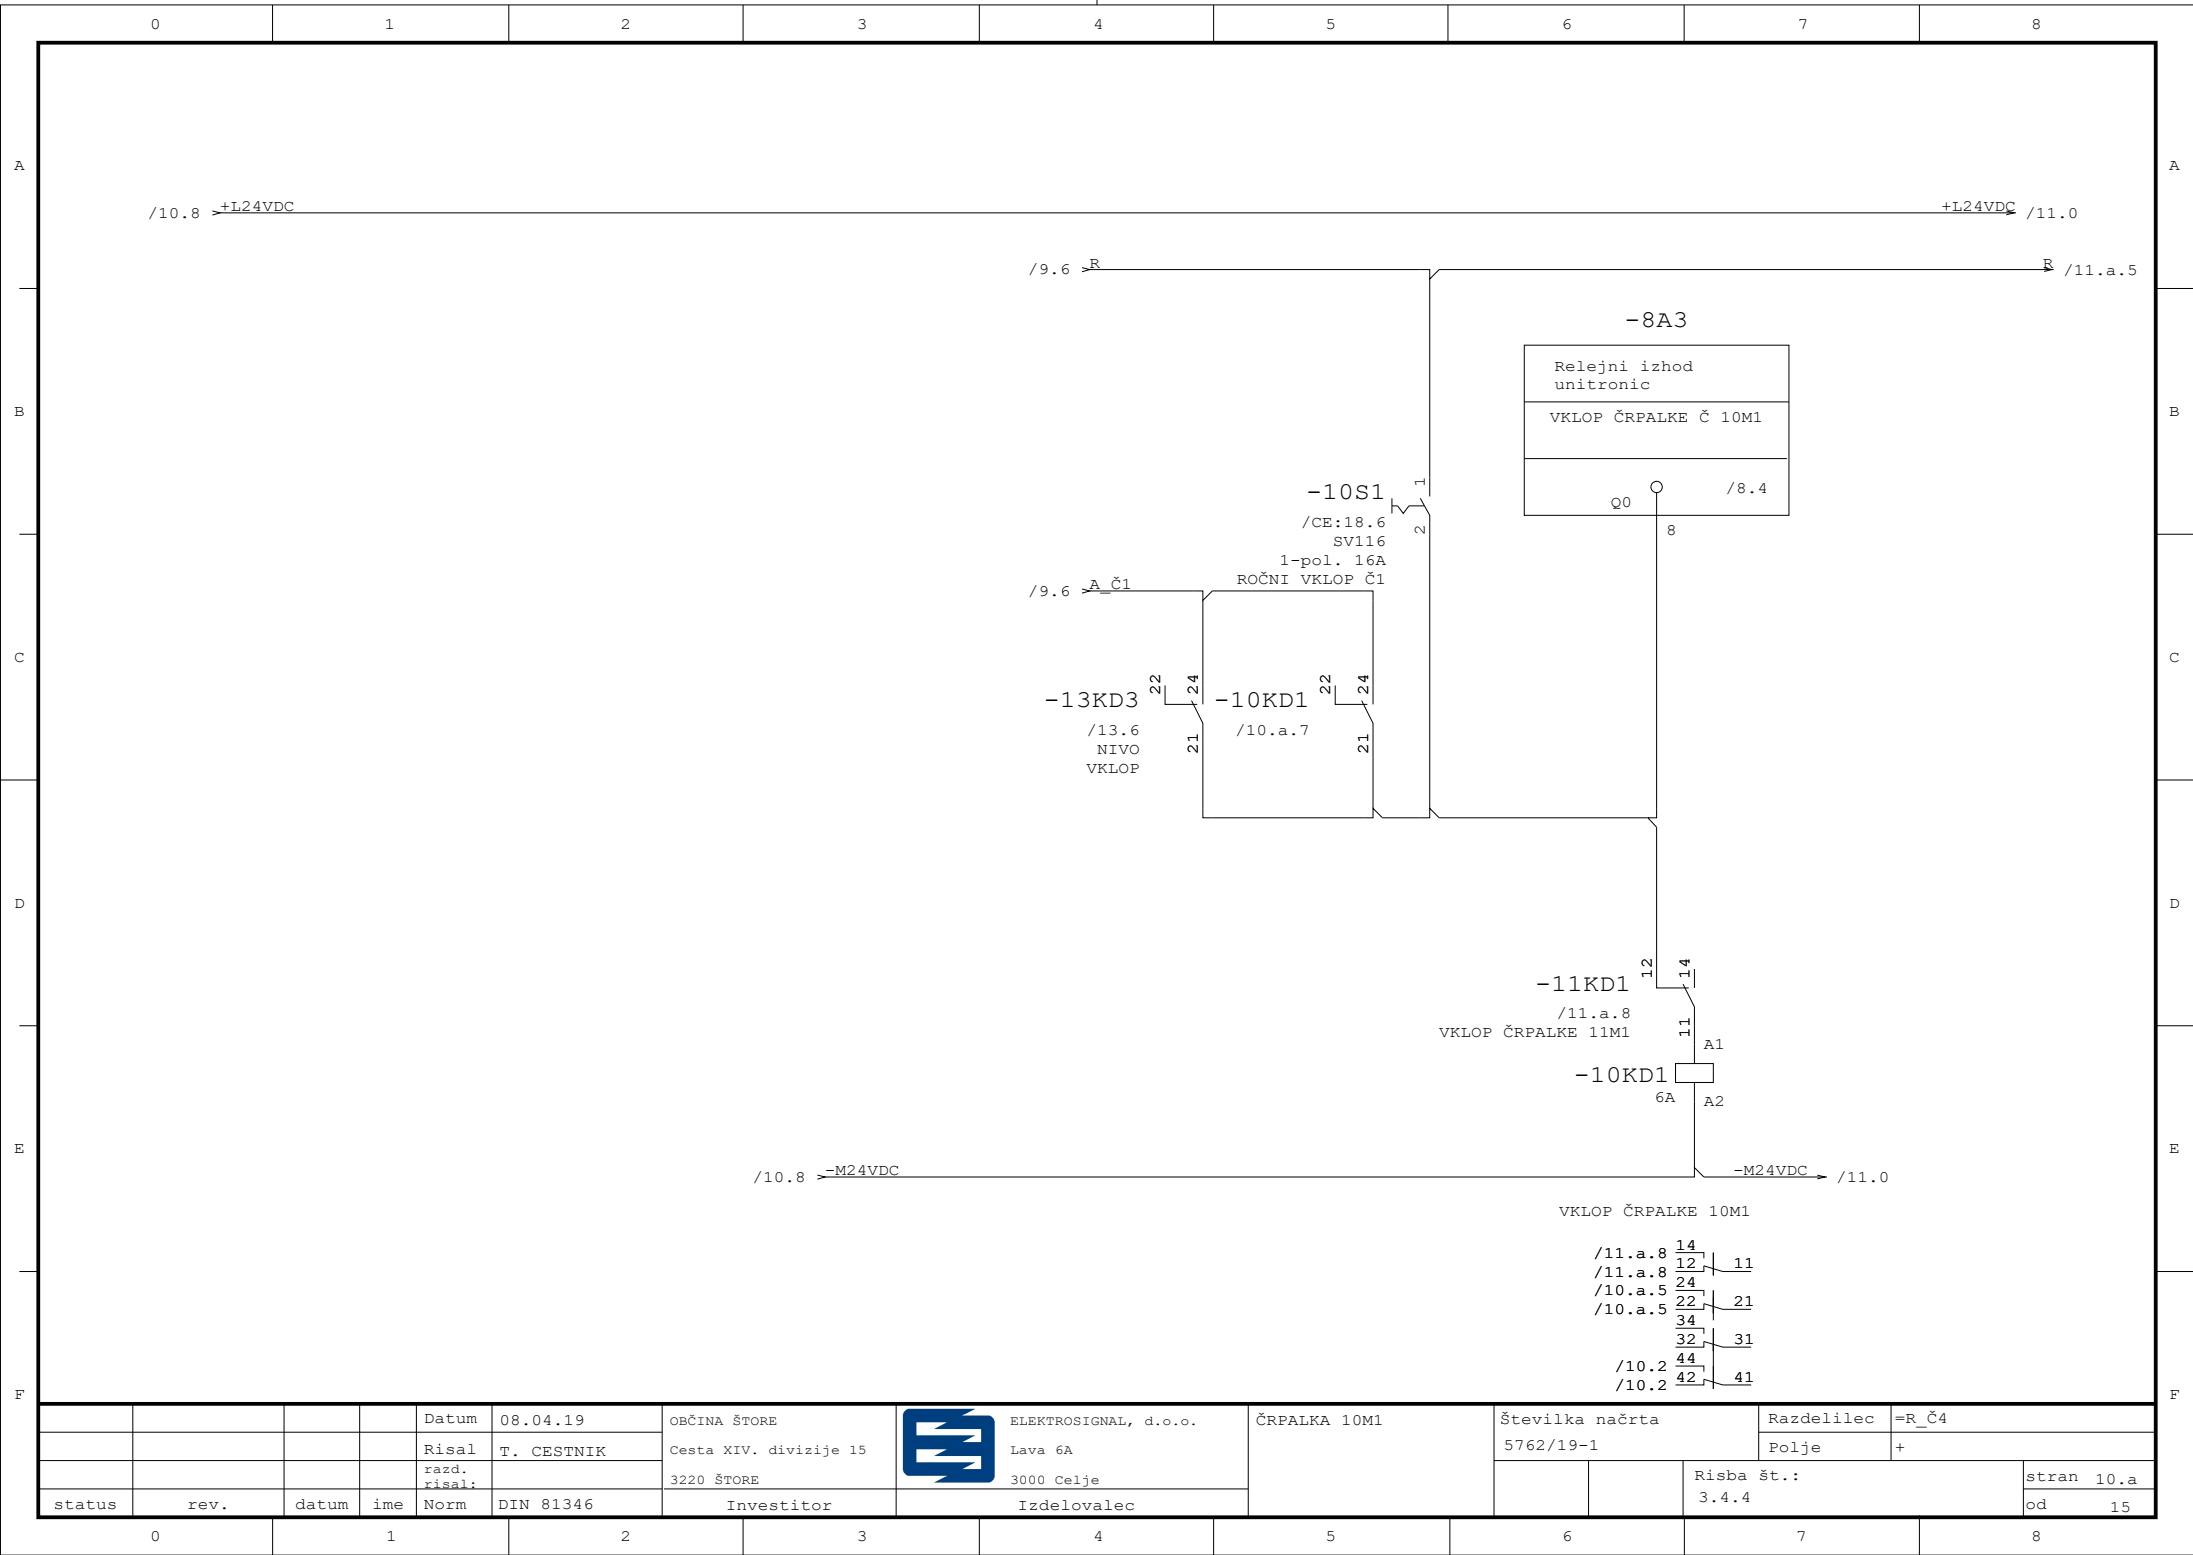 0 1 2 3 4 5 6 7 8
A A
/10.8 +L24VDC +L24VDC /11.0
/9.6 R R /11.a.5
-8A3
Relejni izhod
unitronic
B VKLOP ČRPALKE Č 10M1 B
-10S1 1 Q0 /8.4
/CE:18.6 2 8
SV116
1-pol. 16A
ROČNI VKLOP Č1
/9.6 A_Č1
C C
-13KD3 22 24 -10KD1 22 24
/13.6 21 /10.a.7 21
NIVO
VKLOP
D D
-11KD1 12 14
/11.a.8 11
VKLOP ČRPALKE 11M1
A1
-10KD1
6A A2
E E
/10.8 -M24VDC -M24VDC /11.0
VKLOP ČRPALKE 10M1
/11.a.8 14
/11.a.8 12 11
/10.a.5 24
/10.a.5 22 21
34
32 31
/10.2 44
/10.2 42 41
F F
Datum 08.04.19 OBČINA ŠTORE ELEKTROSIGNAL, d.o.o. ČRPALKA 10M1 Številka načrta Razdelilec =R_Č4
Risal T. CESTNIK Cesta XIV. divizije 15 Lava 6A 5762/19-1 Polje +
razd.
risal: 3220 ŠTORE 3000 Celje Risba št.: stran 10.a
status rev. datum ime Norm DIN 81346 Investitor Izdelovalec 3.4.4 od 15
0 1 2 3 4 5 6 7 8